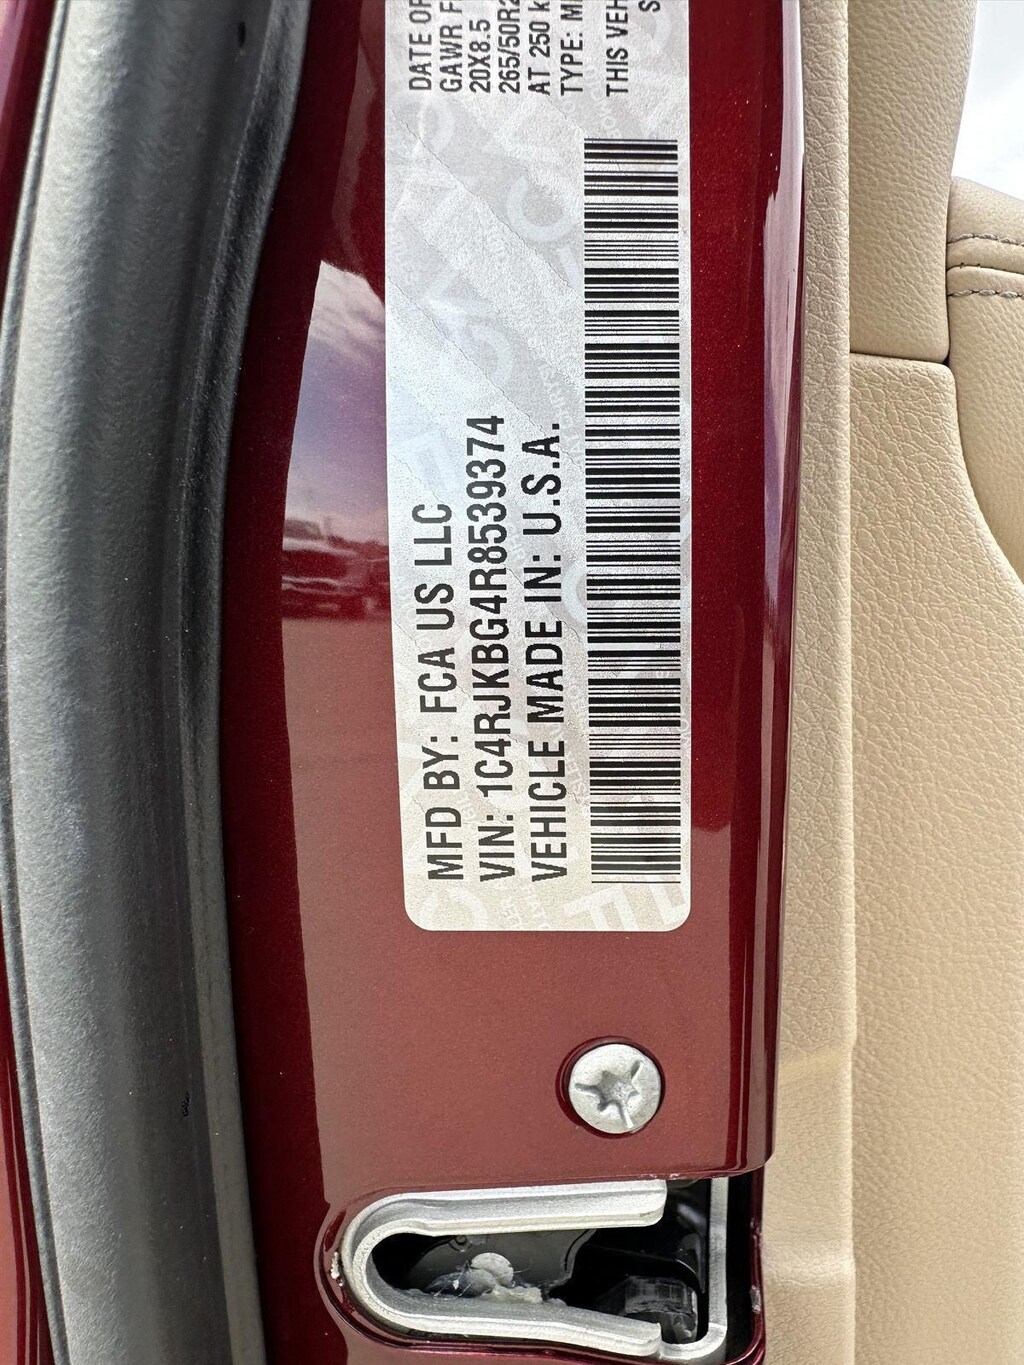 MFD BY: FCA US LLC
VIN: 1C4RJKBG4R8539374
VEHICLE MADE IN: U.S.A.
DATE OF
GAWR F
20X8.5
265/50R2
AT 250 k
TYPE: M
THIS VEH
S